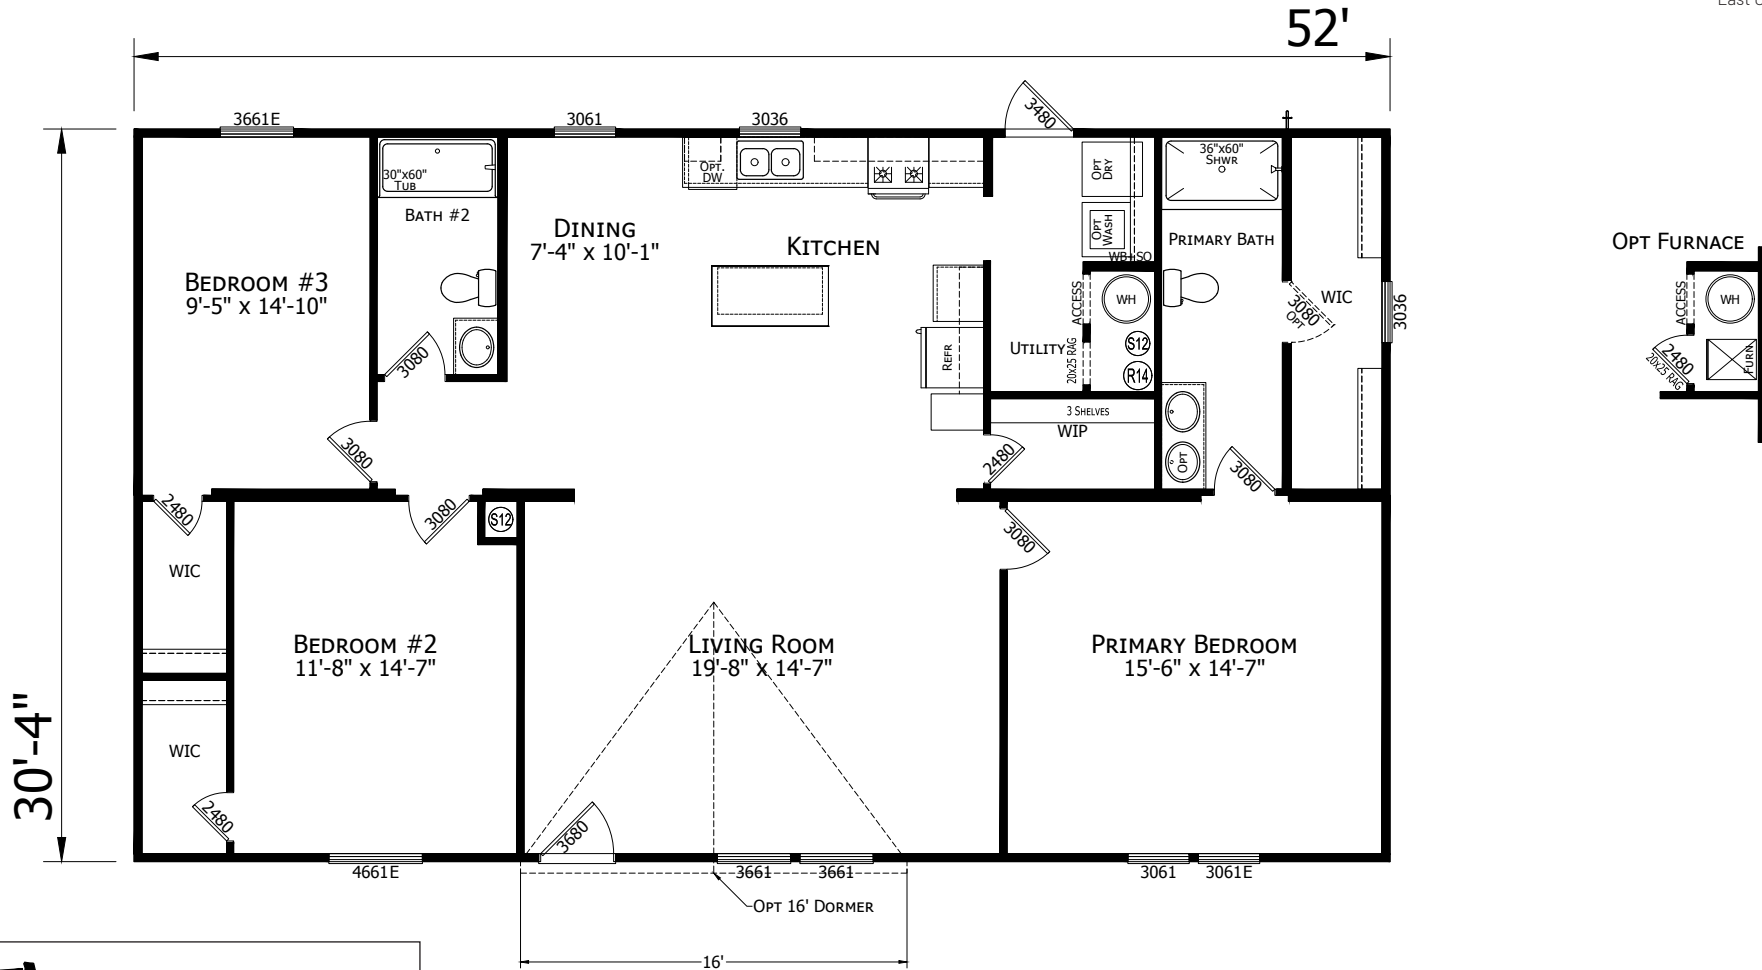 East o
52'
3661E
3061
3036
3480
30"x60"
Tub
Bath #2
Opt.
DW
Opt
Dry
36"x60"
Shwr
Opt
Wash
Dining
7'-4" x 10'-1"
Kitchen
Primary Bath
WB+SO
Opt Furnace
Bedroom #3
9'-5" x 14'-10"
ACCESS
WH
3080
OPT
WIC
3036
ACCESS
WH
3080
REFR
Utility
20x25 RAG
S12
R14
2480
20x25 RAG
FURN
3 Shelves
WIP
3080
2480
OPT
3080
2480
3080
S12
3080
WIC
Bedroom #2
11'-8" x 14'-7"
Living Room
19'-8" x 14'-7"
Primary Bedroom
15'-6" x 14'-7"
30'-4"
WIC
2480
3680
4661E
3661
3661
3061
3061E
Opt 16' Dormer
16'